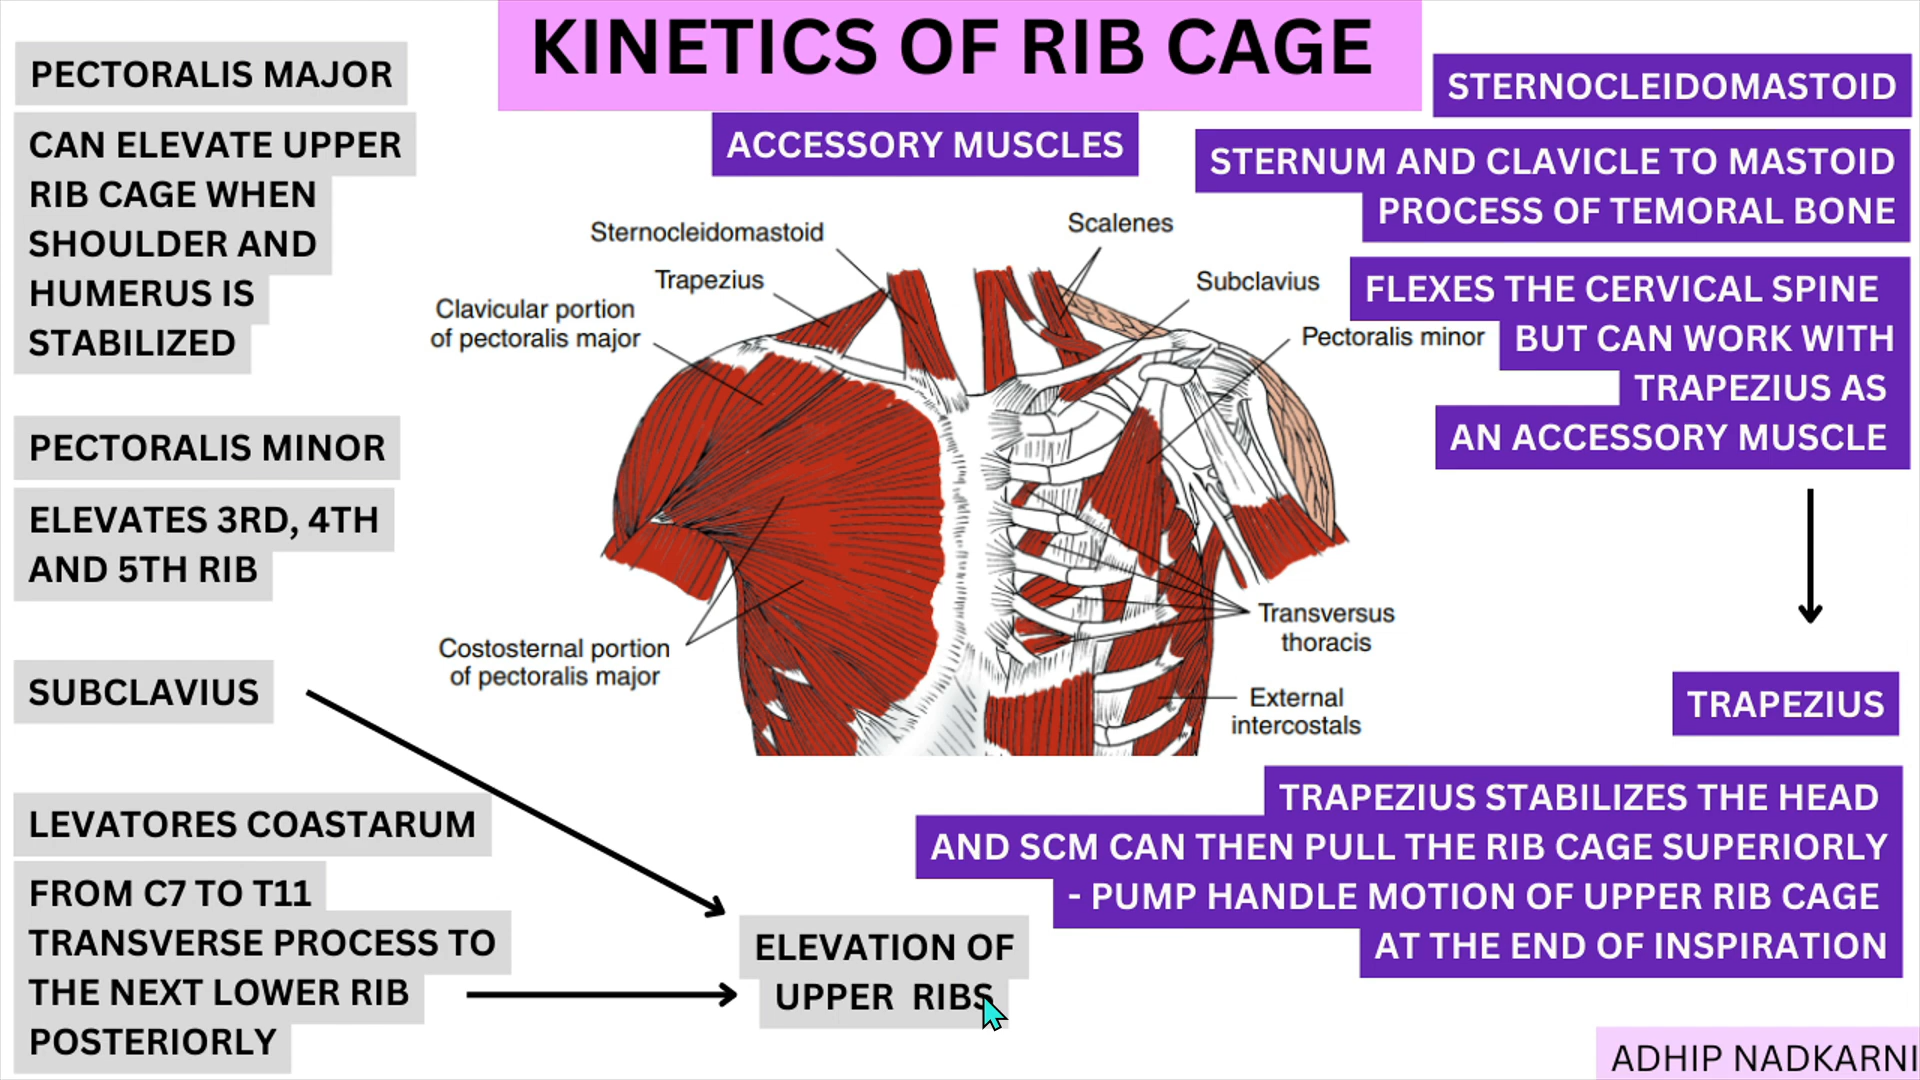 KINETICS OF RIB CAGE
ACCESSORY MUSCLES
PECTORALIS MAJOR
CAN ELEVATE UPPER
RIB CAGE WHEN
SHOULDER AND
HUMERUS IS
STABILIZED
PECTORALIS MINOR
ELEVATES 3RD, 4TH
AND 5TH RIB
SUBCLAVIUS
LEVATORES COASTARUM
FROM C7 TO T11
TRANSVERSE PROCESS TO
THE NEXT LOWER RIB
POSTERIORLY
ELEVATION OF
UPPER RIBS
Sternocleidomastoid
Trapezius
Clavicular portion
of pectoralis major
Costosternal portion
of pectoralis major
Scalenes
Subclavius
Pectoralis minor
Transversus
thoracis
External
intercostals
STERNOCLEIDOMASTOID
STERNUM AND CLAVICLE TO MASTOID
PROCESS OF TEMORAL BONE
FLEXES THE CERVICAL SPINE
BUT CAN WORK WITH
TRAPEZIUS AS
AN ACCESSORY MUSCLE
TRAPEZIUS
TRAPEZIUS STABILIZES THE HEAD
AND SCM CAN THEN PULL THE RIB CAGE SUPERIORLY
- PUMP HANDLE MOTION OF UPPER RIB CAGE
AT THE END OF INSPIRATION
ADHIP NADKARNI